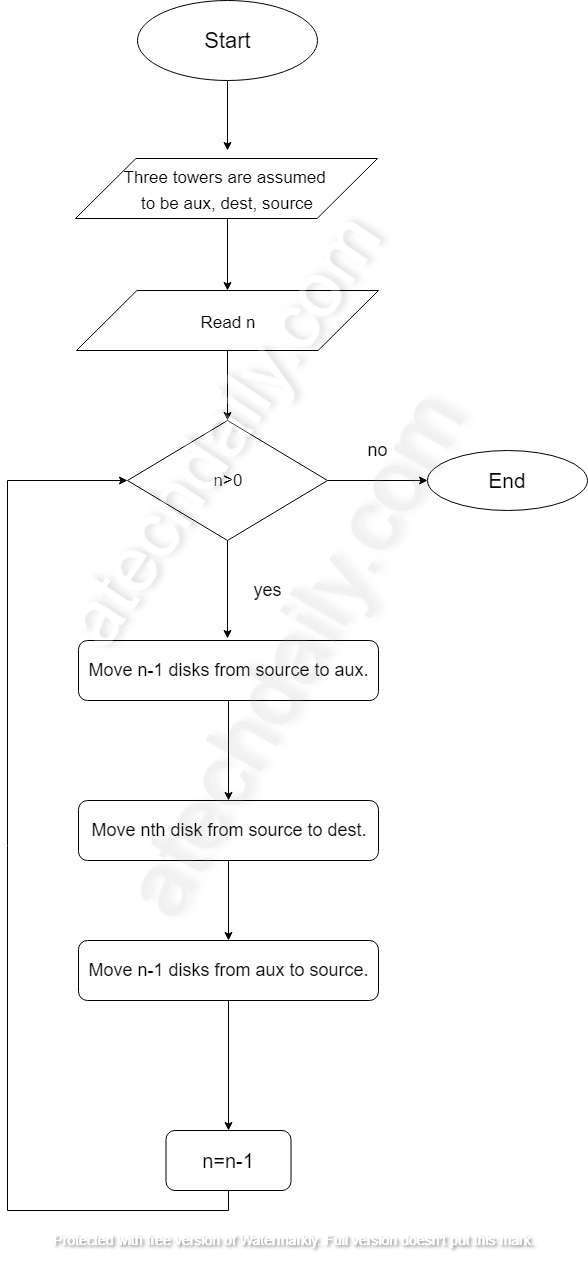 Start
Three towers are assumed
to be aux, dest, source
Read n
n>0
no
End
yes
Move n-1 disks from source to aux.
Move nth disk from source to dest.
Move n-1 disks from aux to source.
n=n-1
atechdaily.com
atechdaily.com
Protected with free version of Watermarkly. Full version doesn't put this mark.